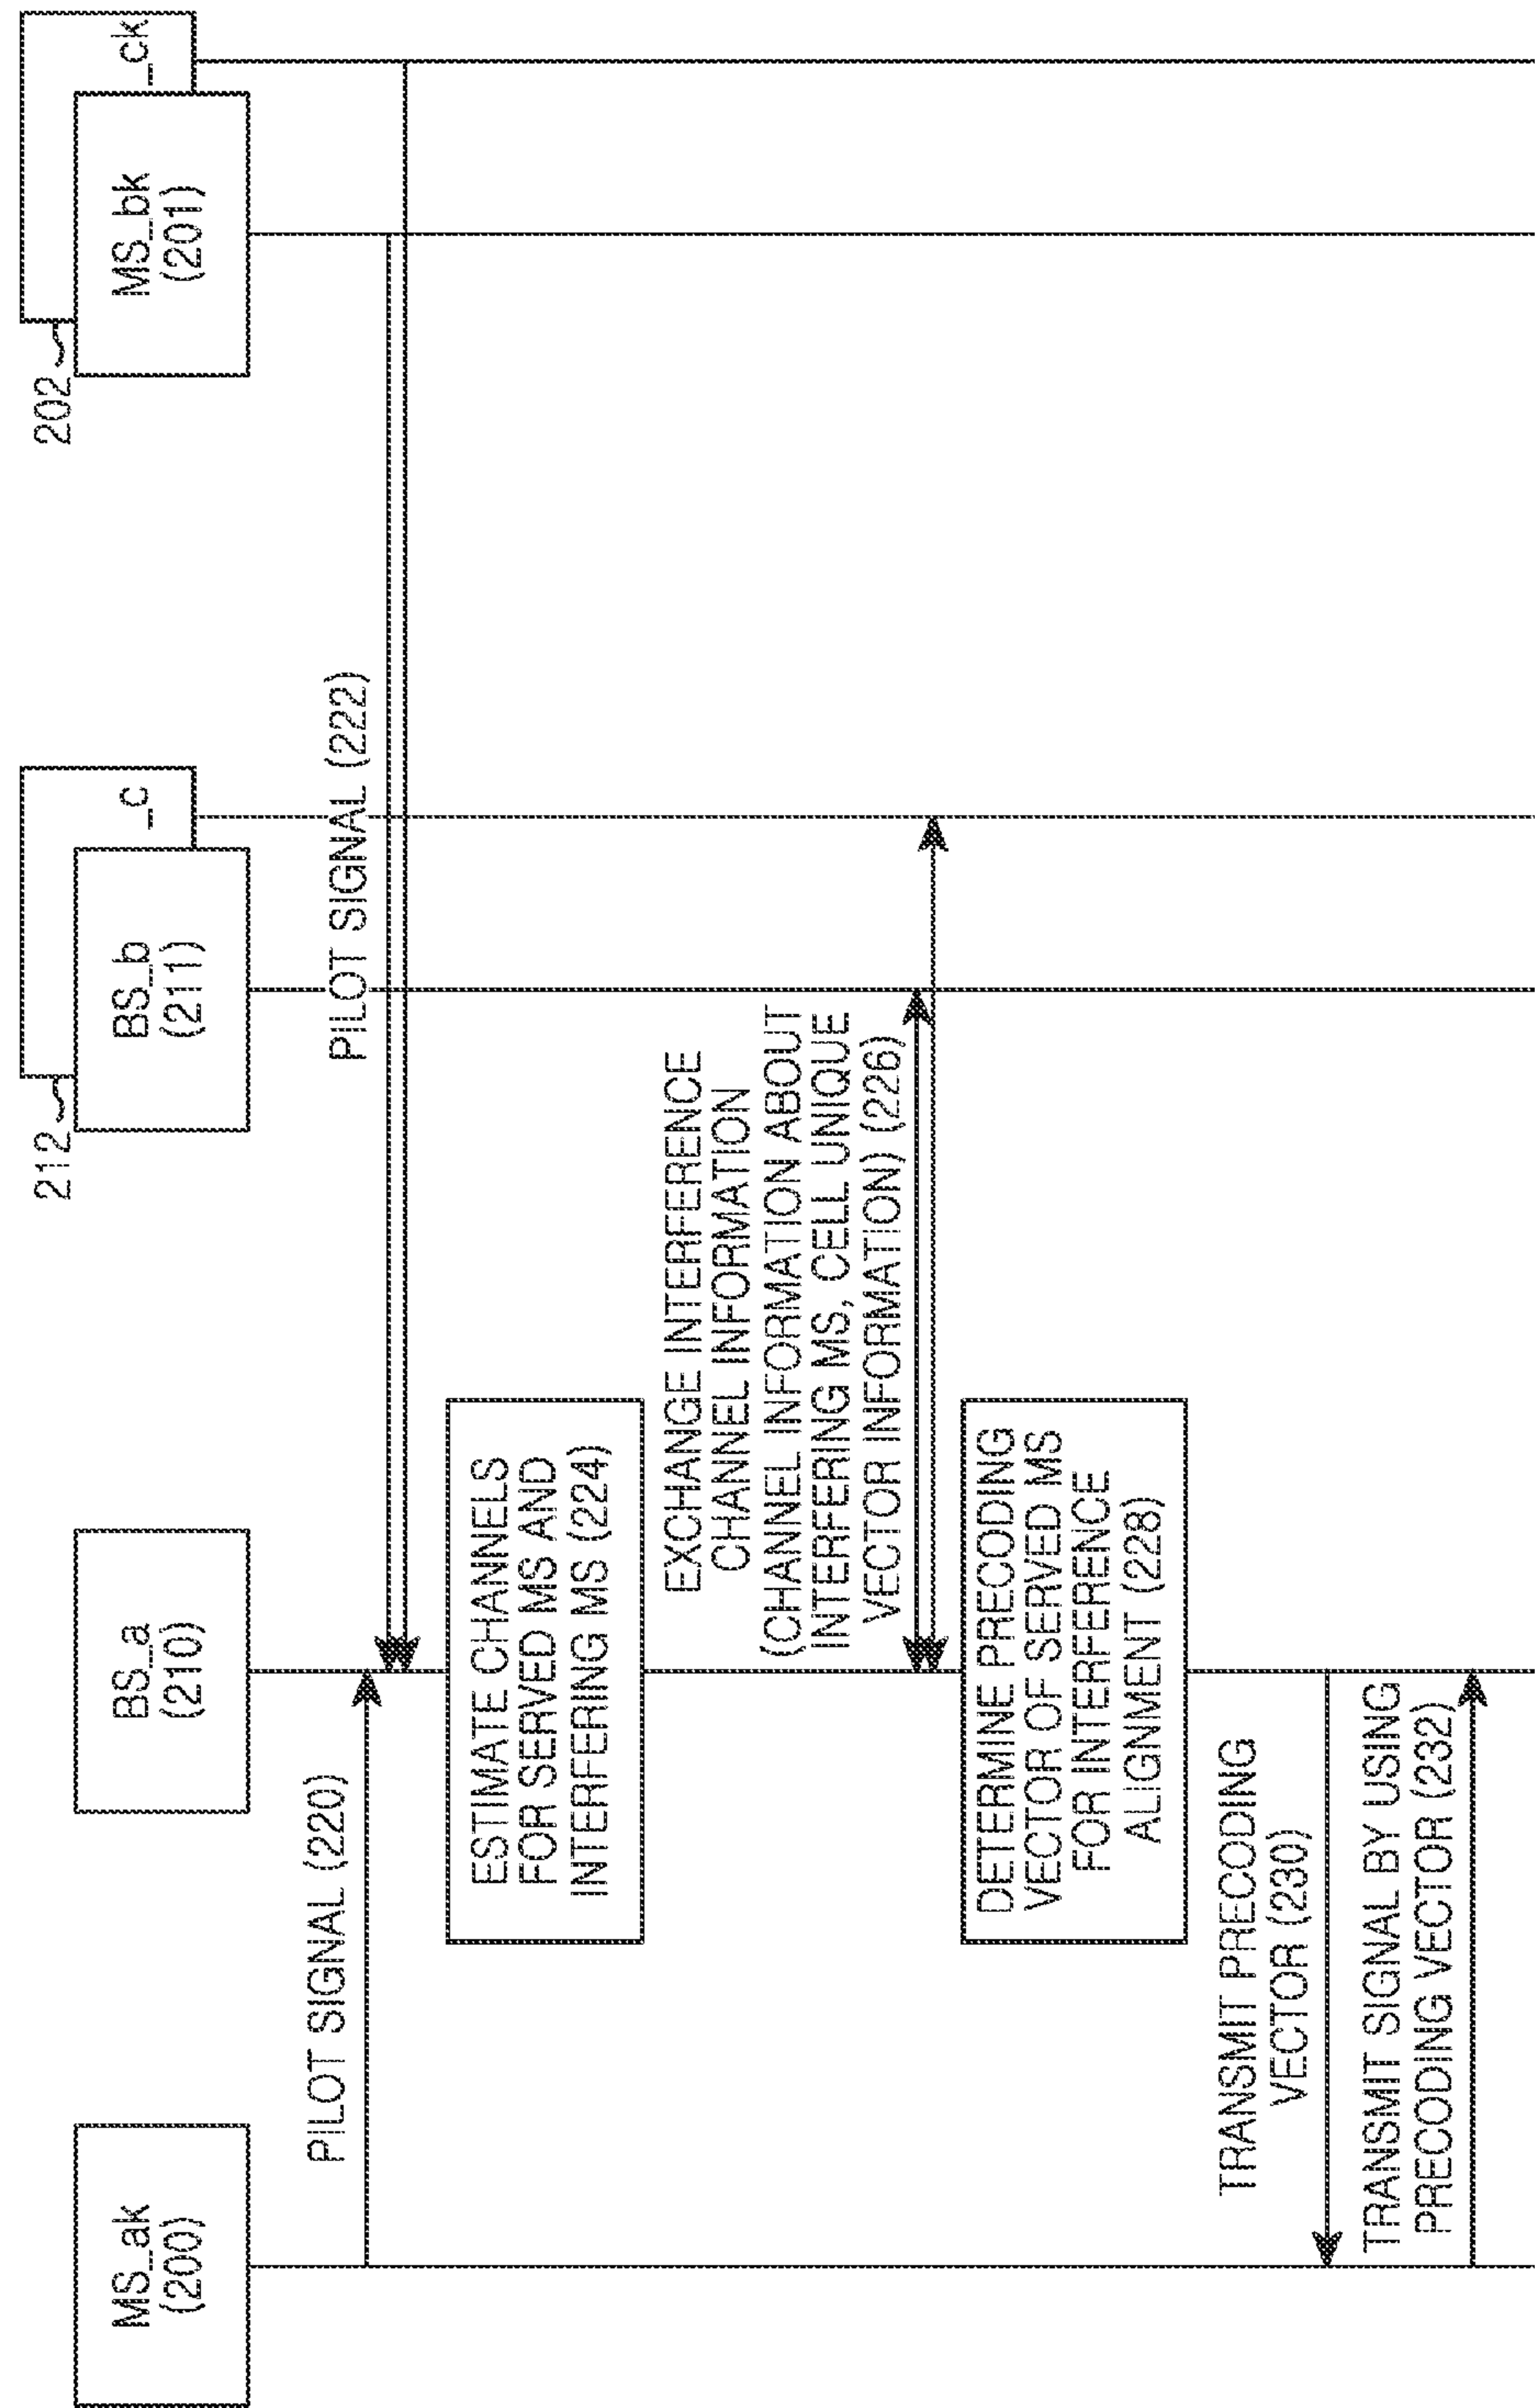 MS_ak
(200)
BS_a
(210)
212
BS_b
(211)
_c
202
MS_bk
(201)
_ck
PILOT SIGNAL (220)
PILOT SIGNAL (222)
ESTIMATE CHANNELS
FOR SERVED MS AND
INTERFERING MS (224)
EXCHANGE INTERFERENCE
CHANNEL INFORMATION
(CHANNEL INFORMATION ABOUT
INTERFERING MS, CELL UNIQUE
VECTOR INFORMATION) (226)
DETERMINE PRECODING
VECTOR OF SERVED MS
FOR INTERFERENCE
ALIGNMENT (228)
TRANSMIT PRECODING
VECTOR (230)
TRANSMIT SIGNAL BY USING
PRECODING VECTOR (232)